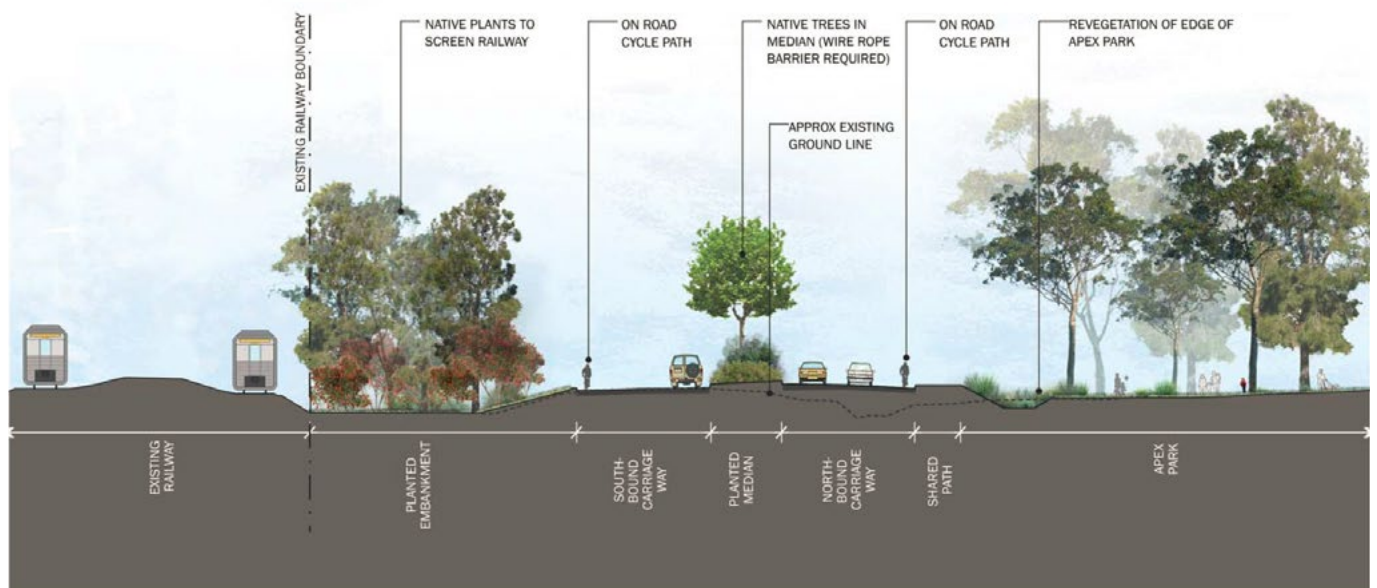 NATIVE PLANTS TO
SCREEN RAILWAY
ON ROAD
CYCLE PATH
NATIVE TREES IN
MEDIAN (WIRE ROPE
BARRIER REQUIRED)
ON ROAD
CYCLE PATH
REVEGETATION OF EDGE OF
APEX PARK
EXISTING RAILWAY BOUNDARY
APPROX EXISTING
GROUND LINE
EXISTING
RAILWAY
PLANTED
EMBANKMENT
SOUTH-
BOUND
CARRIAGE
WAY
PLANTED
MEDIAN
NORTH-
BOUND
CARRIAGE
WAY
SHARED
PATH
APEX
PARK